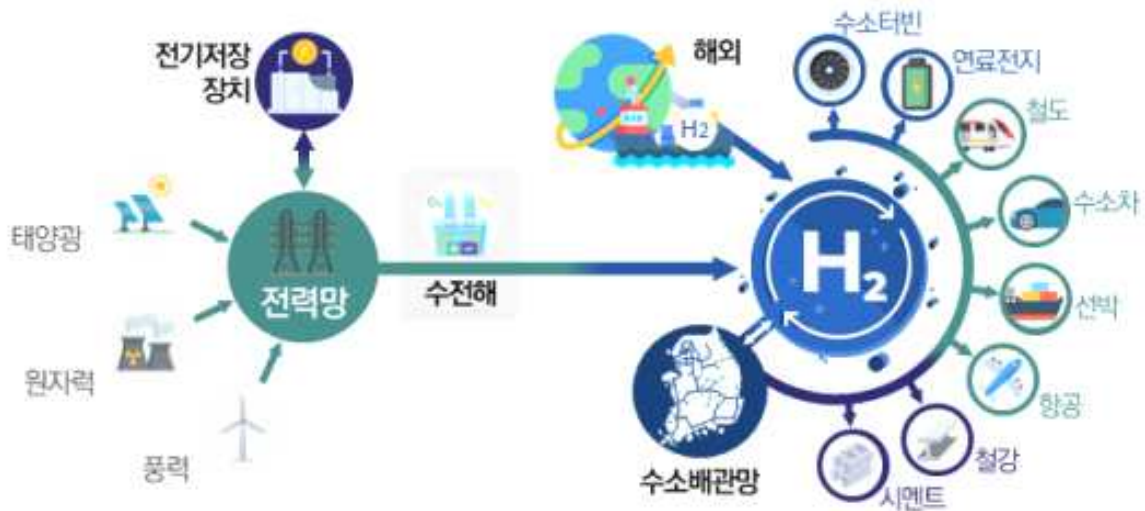 전기저장
장치
태양광
원자력
풍력
전력망
수전해
해외
H2
H2
수소배관망
수소터빈
연료전지
철도
수소차
선박
항공
철강
시멘트